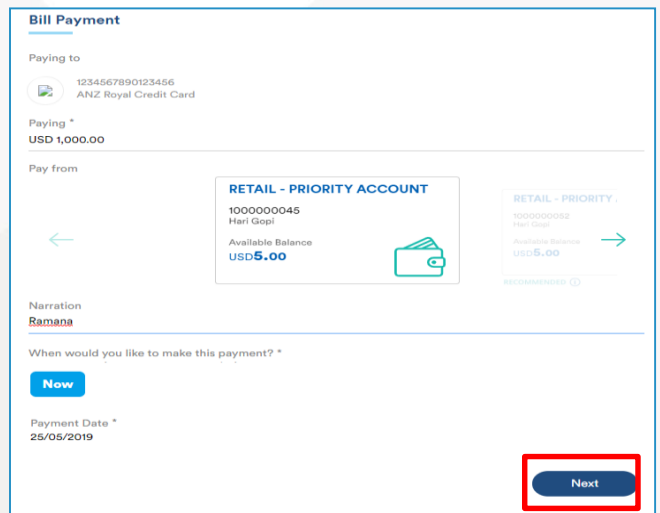 Bill Payment
Paying to
1234567890123456
ANZ Royal Credit Card
Paying *
USD 1,000.00
Pay from
RETAIL - PRIORITY ACCOUNT
1000000045
Hari Gopi
Available Balance
USD5.00
RETAIL - PRIORITY .
1000000052
Hari Gopi
Available Balance
USD5.00
RECOMMENDED
Narration
Ramana
When would you like to make this payment? *
Now
Payment Date *
25/05/2019
Next